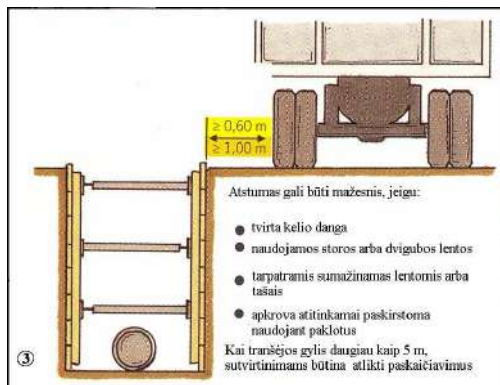 ≥ 0,60 m
≥ 1,00 m
Atstumas gali būti mažesnis, jeigu:
● tvirta kelio danga
● naudojamos storos arba dvigubos lentos
● tarpatramis sumažinamas lentomis arba
tašais
● apkrova atitinkamai paskirstoma
naudojant paklotus
Kai tranšėjos gylis daugiau kaip 5 m,
sutvirtinimams būtina atlikti paskaičiavimus
3